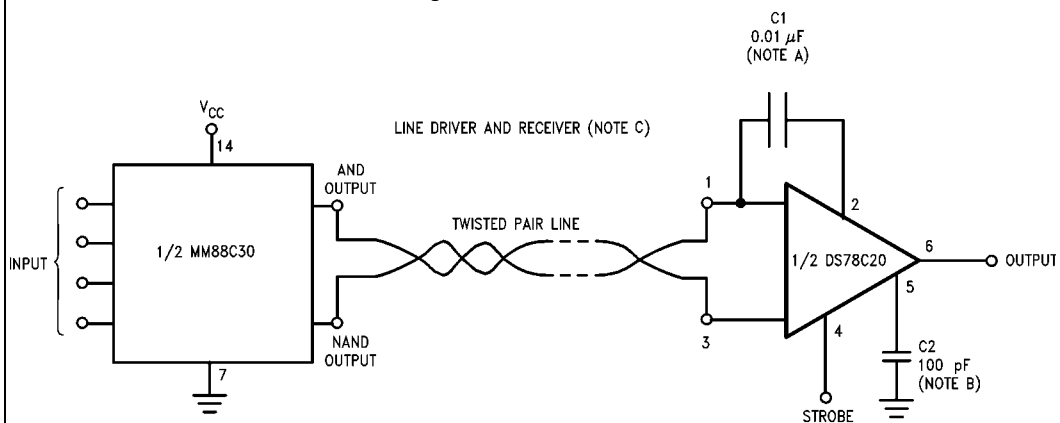 C1
0.01 μF
(NOTE A)
VCC
14
LINE DRIVER AND RECEIVER (NOTE C)
AND
OUTPUT
1
2
TWISTED PAIR LINE
INPUT
1/2 MM88C30
1/2 DS78C20
6
OUTPUT
5
3
4
NAND
OUTPUT
7
C2
100 pF
(NOTE B)
STROBE